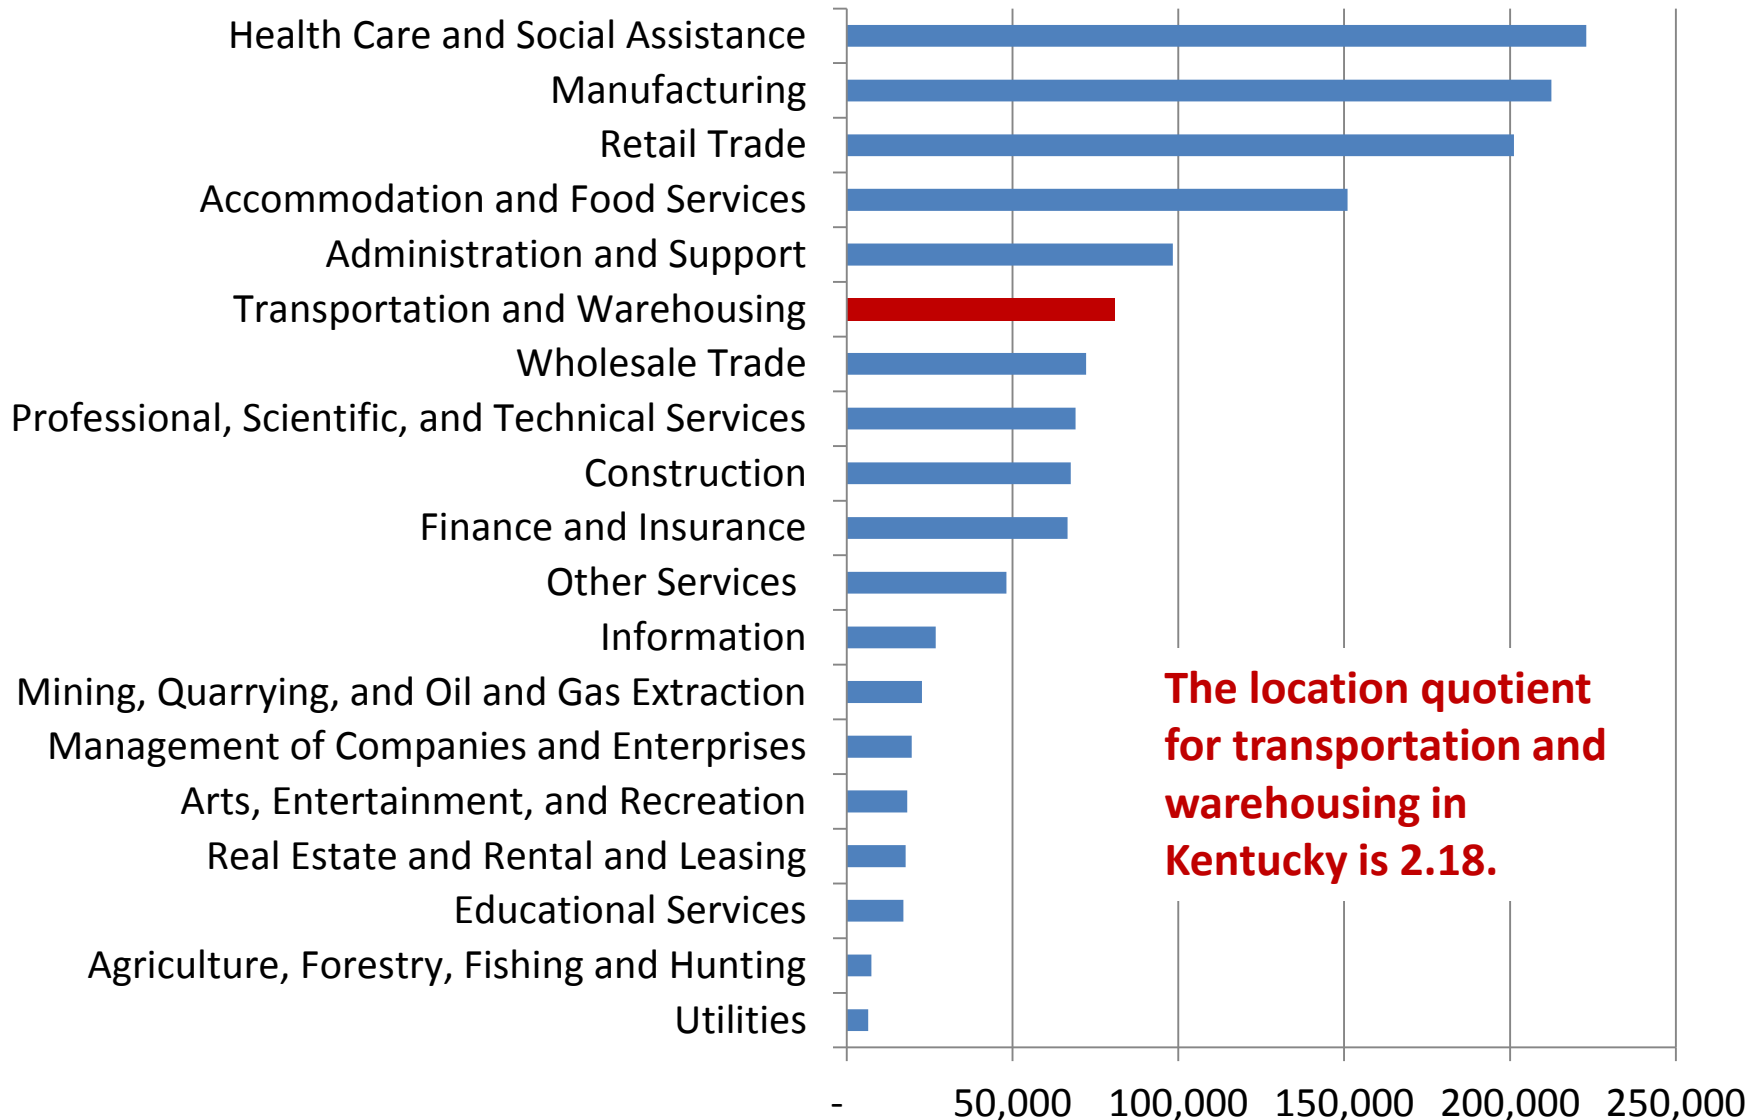 Health Care and Social Assistance
Manufacturing
Retail Trade
Accommodation and Food Services
Administration and Support
Transportation and Warehousing
Wholesale Trade
Professional, Scientific, and Technical Services
Construction
Finance and Insurance
Other Services
Information
Mining, Quarrying, and Oil and Gas Extraction
Management of Companies and Enterprises
Arts, Entertainment, and Recreation
Real Estate and Rental and Leasing
Educational Services
Agriculture, Forestry, Fishing and Hunting
Utilities
The location quotient
for transportation and
warehousing in
Kentucky is 2.18.
- 50,000 100,000 150,000 200,000 250,000